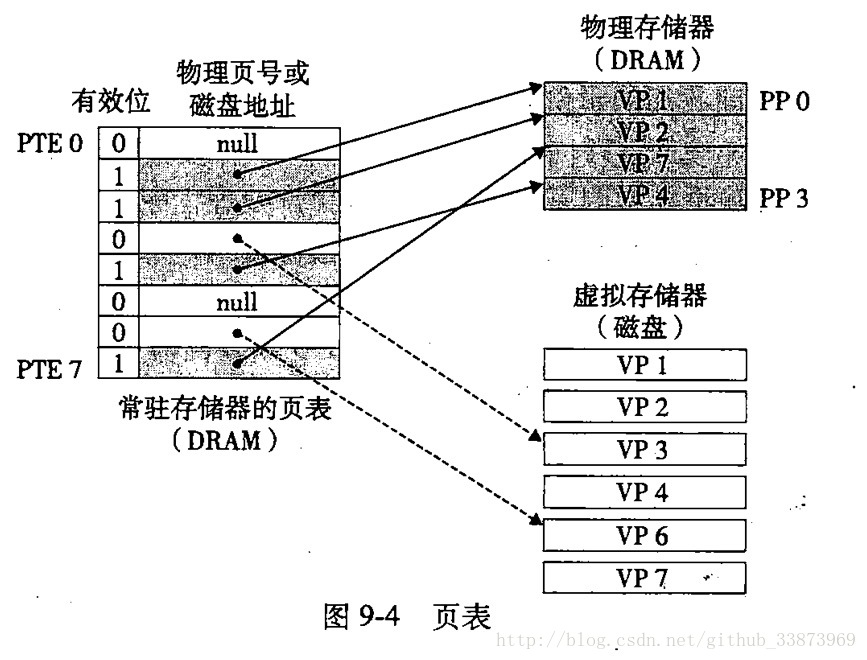 物理页号或
磁盘地址
有效位
PTE 0
0
null
1
1
0
1
0
null
0
PTE 7
1
常驻存储器的页表
（DRAM）
物理存储器
（DRAM）
VP 1
PP 0
VP 2
VP 7
VP 4
PP 3
虚拟存储器
（磁盘）
VP 1
VP 2
VP 3
VP 4
VP 6
VP 7
图 9-4 页表
http://blog.csdn.net/github_33873969